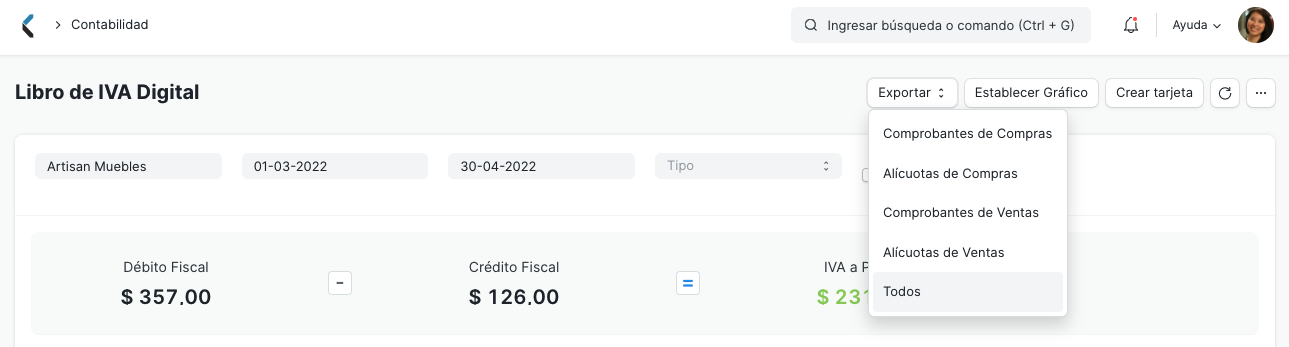 Contabilidad
Ingresar búsqueda o comando (Ctrl + G)
Ayuda
Libro de IVA Digital
Exportar
Establecer Gráfico
Crear tarjeta
Comprobantes de Compras
Alícuotas de Compras
Comprobantes de Ventas
Alícuotas de Ventas
Todos
Artisan Muebles
01-03-2022
30-04-2022
Tipo
Débito Fiscal
$ 357,00
-
Crédito Fiscal
$ 126,00
=
IVA a
$ 231